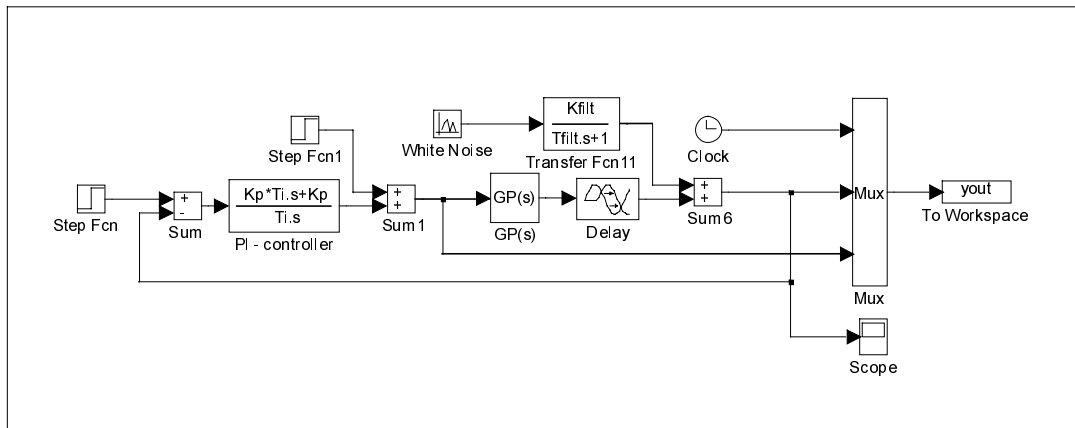 Kfilt
Tfilt.s+1
Transfer Fcn11
White Noise
Clock
Step Fcn1
Step Fcn
+
-
Sum
Kp*Ti.s+Kp
Ti.s
PI - controller
+
+
Sum1
GP(s)
GP(s)
Delay
+
+
Sum6
Mux
Mux
yout
To Workspace
Scope